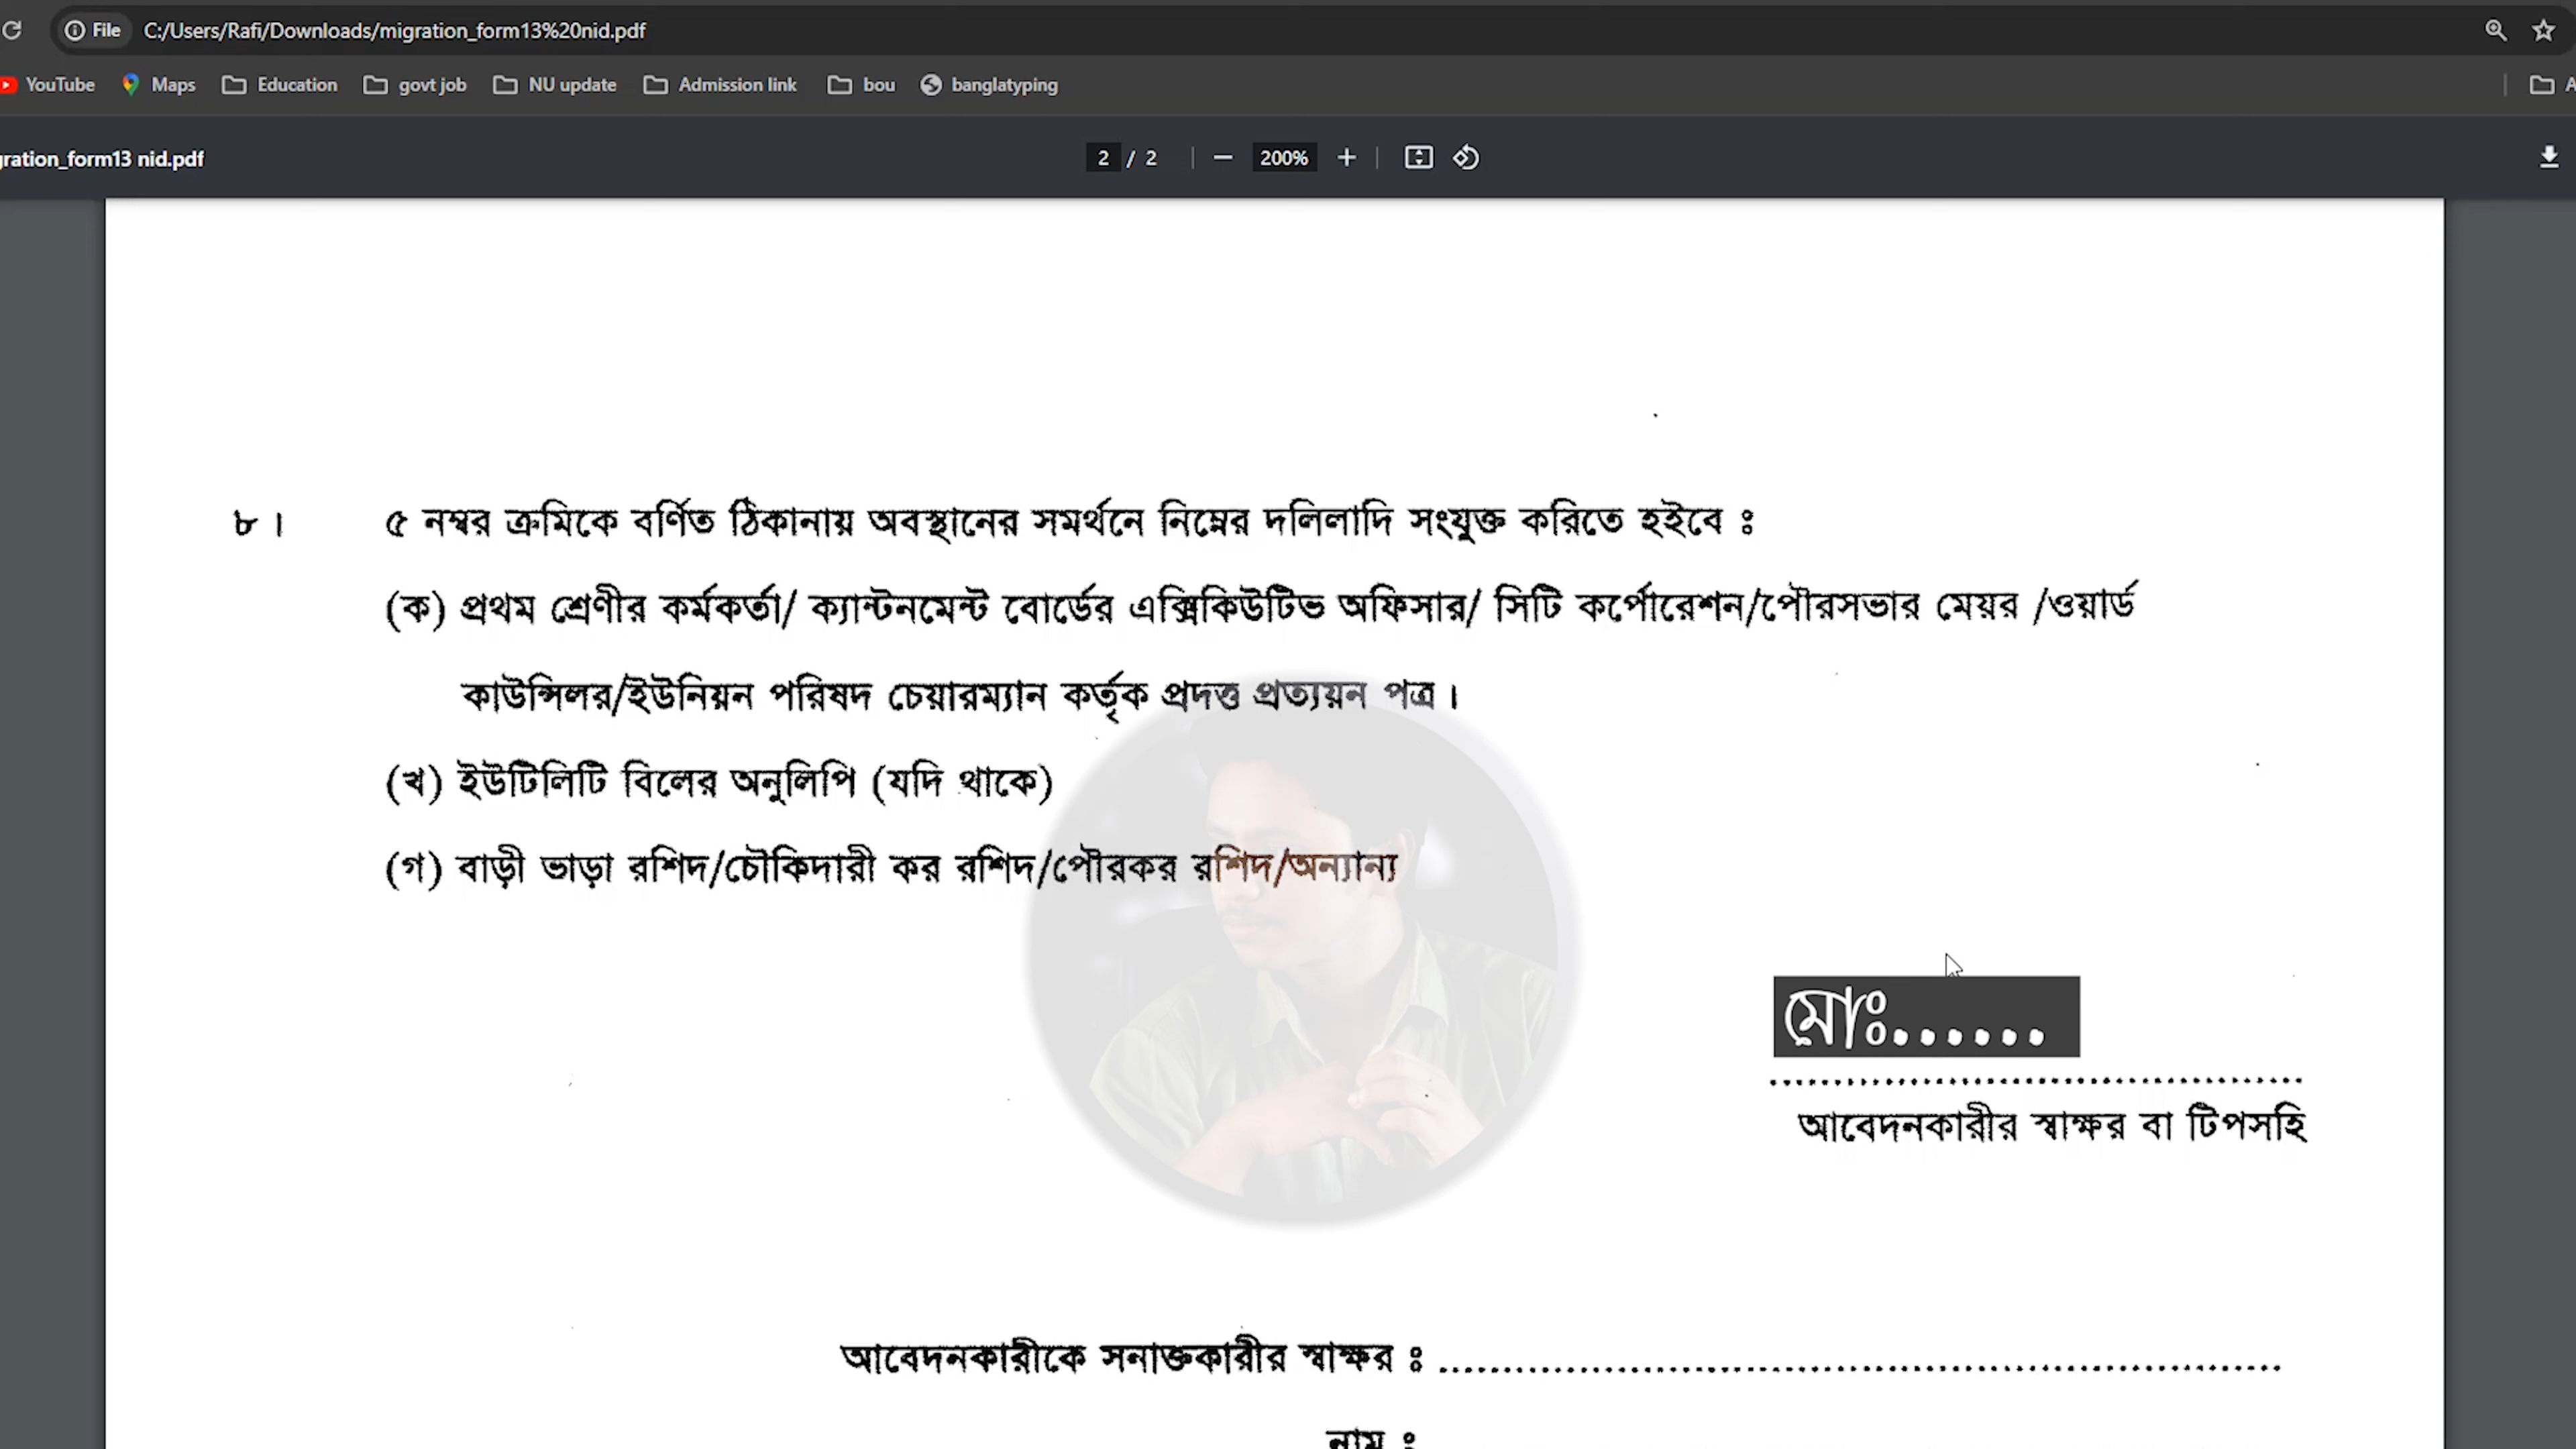 File C:/Users/Rafi/Downloads/migration_form13%20nid.pdf
YouTube Maps Education govt job NU update Admission link bou banglatyping A
gration_form13 nid.pdf 2 / 2 200%
৮। ৫ নম্বর ক্রমিকে বর্ণিত ঠিকানায় অবস্থানের সমর্থনে নিম্নের দলিলাদি সংযুক্ত করিতে হইবে ঃ
(ক) প্রথম শ্রেণীর কর্মকর্তা/ ক্যান্টনমেন্ট বোর্ডের এক্সিকিউটিভ অফিসার/ সিটি কর্পোরেশন/পৌরসভার মেয়র /ওয়ার্ড
কাউন্সিলর/ইউনিয়ন পরিষদ চেয়ারম্যান কর্তৃক প্রদত্ত প্রত্যয়ন পত্র।
(খ) ইউটিলিটি বিলের অনুলিপি (যদি থাকে)
(গ) বাড়ী ভাড়া রশিদ/চৌকিদারী কর রশিদ/পৌরকর রশিদ/অন্যান্য
মোঃ......
আবেদনকারীর স্বাক্ষর বা টিপসহি
আবেদনকারীকে সনাক্তকারীর স্বাক্ষর ঃ ........................................
নাম ঃ